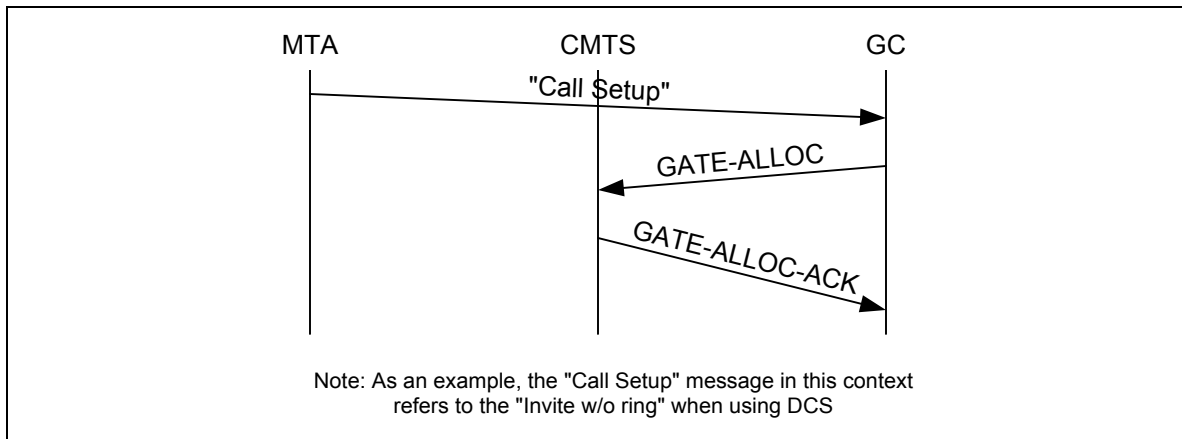 MTA CMTS GC
"Call Setup"
GATE-ALLOC
GATE-ALLOC-ACK
Note: As an example, the "Call Setup" message in this context
refers to the "Invite w/o ring" when using DCS